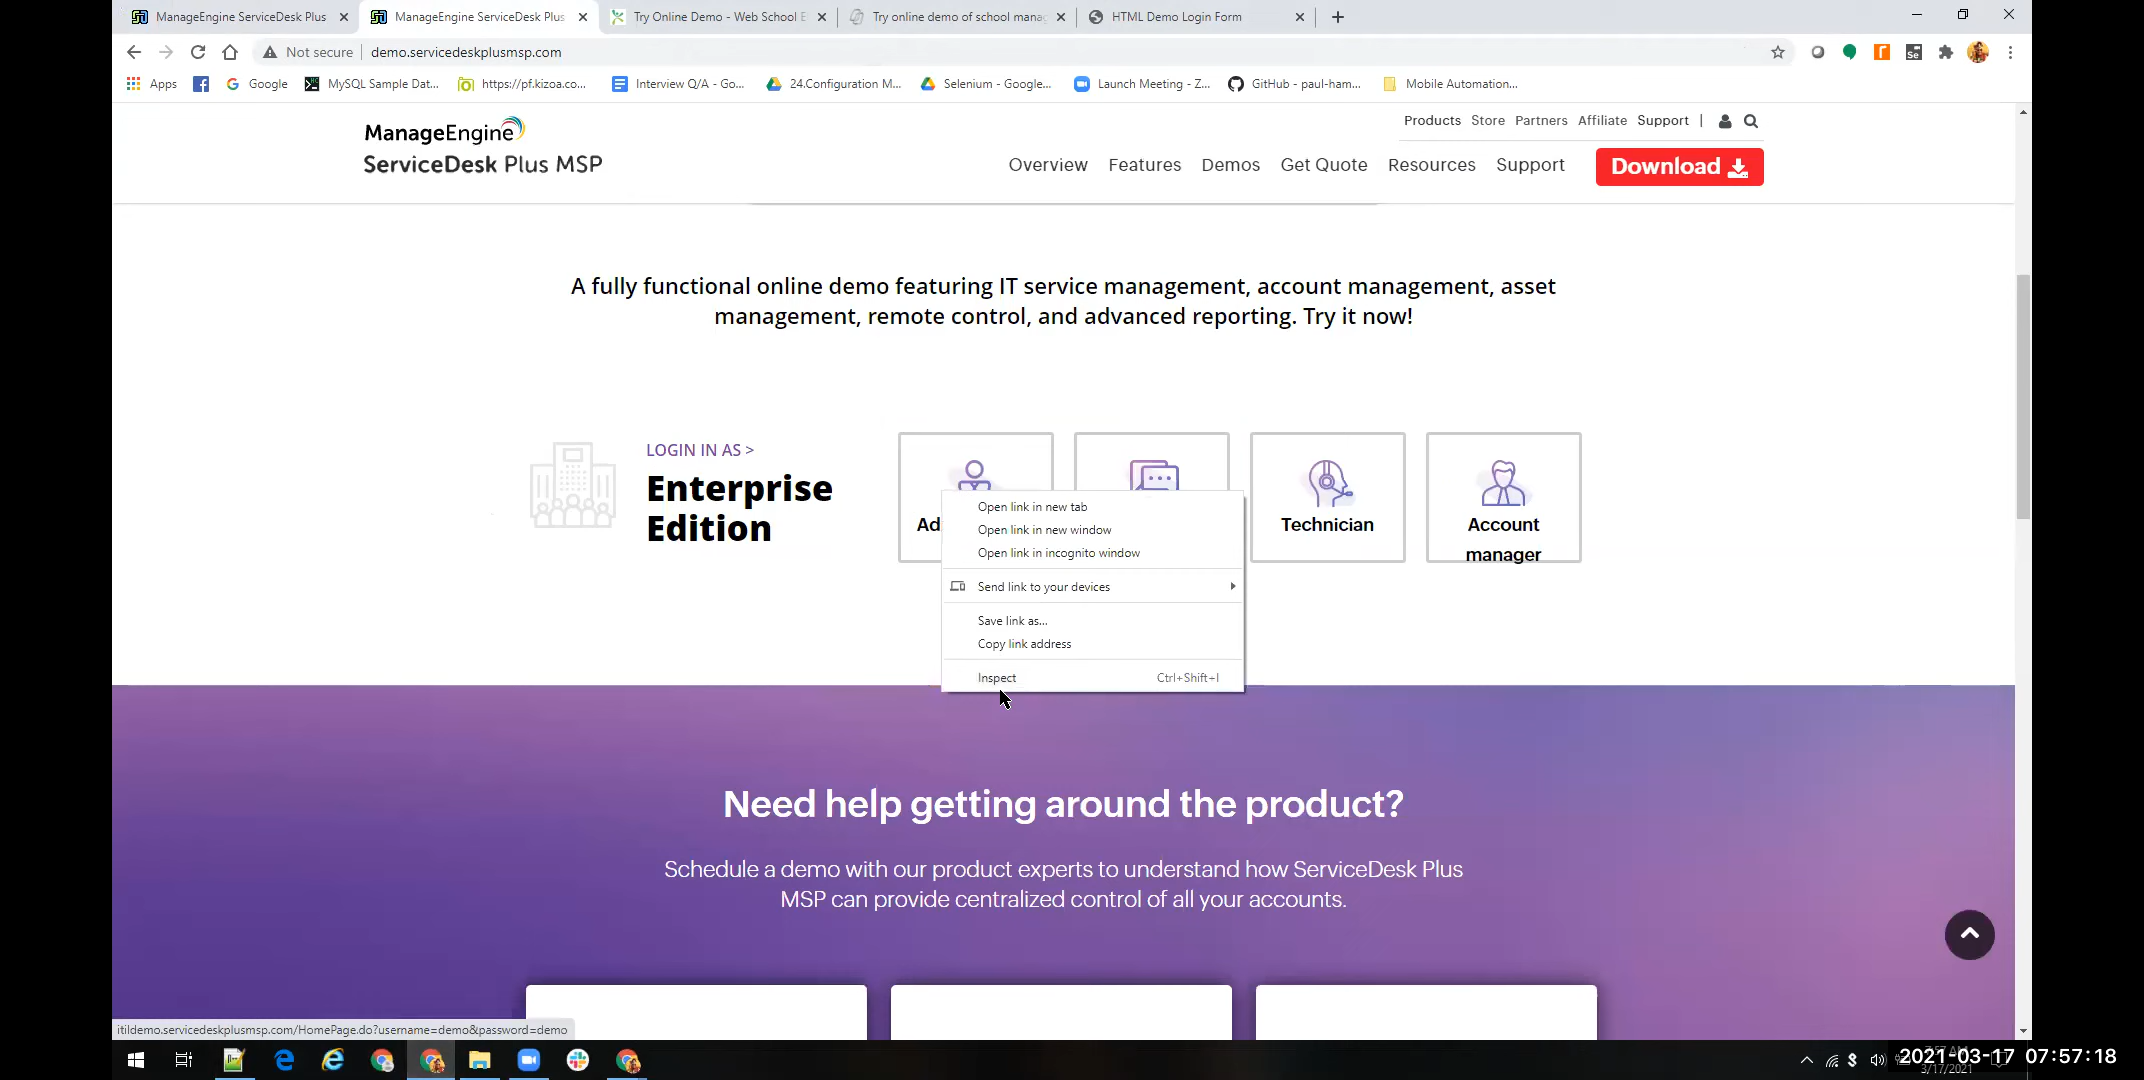 ManageEngine ServiceDesk Plus
ManageEngine ServiceDesk Plus
Try Online Demo - Web School E
Try online demo of school mana
HTML Demo Login Form
Not secure
demo.servicedeskplusmsp.com
Apps
Google
MySQL Sample Dat...
https://pf.kizoa.co...
Interview Q/A - Go...
24.Configuration M...
Selenium - Google...
Launch Meeting - Z...
GitHub - paul-ham...
Mobile Automation...
ManageEngine
ServiceDesk Plus MSP
Products Store Partners Affiliate Support |
Overview Features Demos Get Quote Resources Support
Download
A fully functional online demo featuring IT service management, account management, asset
management, remote control, and advanced reporting. Try it now!
LOGIN IN AS >
Enterprise
Edition
Ad
Technician
Account
manager
Open link in new tab
Open link in new window
Open link in incognito window
Send link to your devices
Save link as...
Copy link address
Inspect Ctrl+Shift+I
Need help getting around the product?
Schedule a demo with our product experts to understand how ServiceDesk Plus
MSP can provide centralized control of all your accounts.
itildemo.servicedeskplusmsp.com/HomePage.do?username=demo&password=demo
2021-03-17 07:57:18
3/17/2021